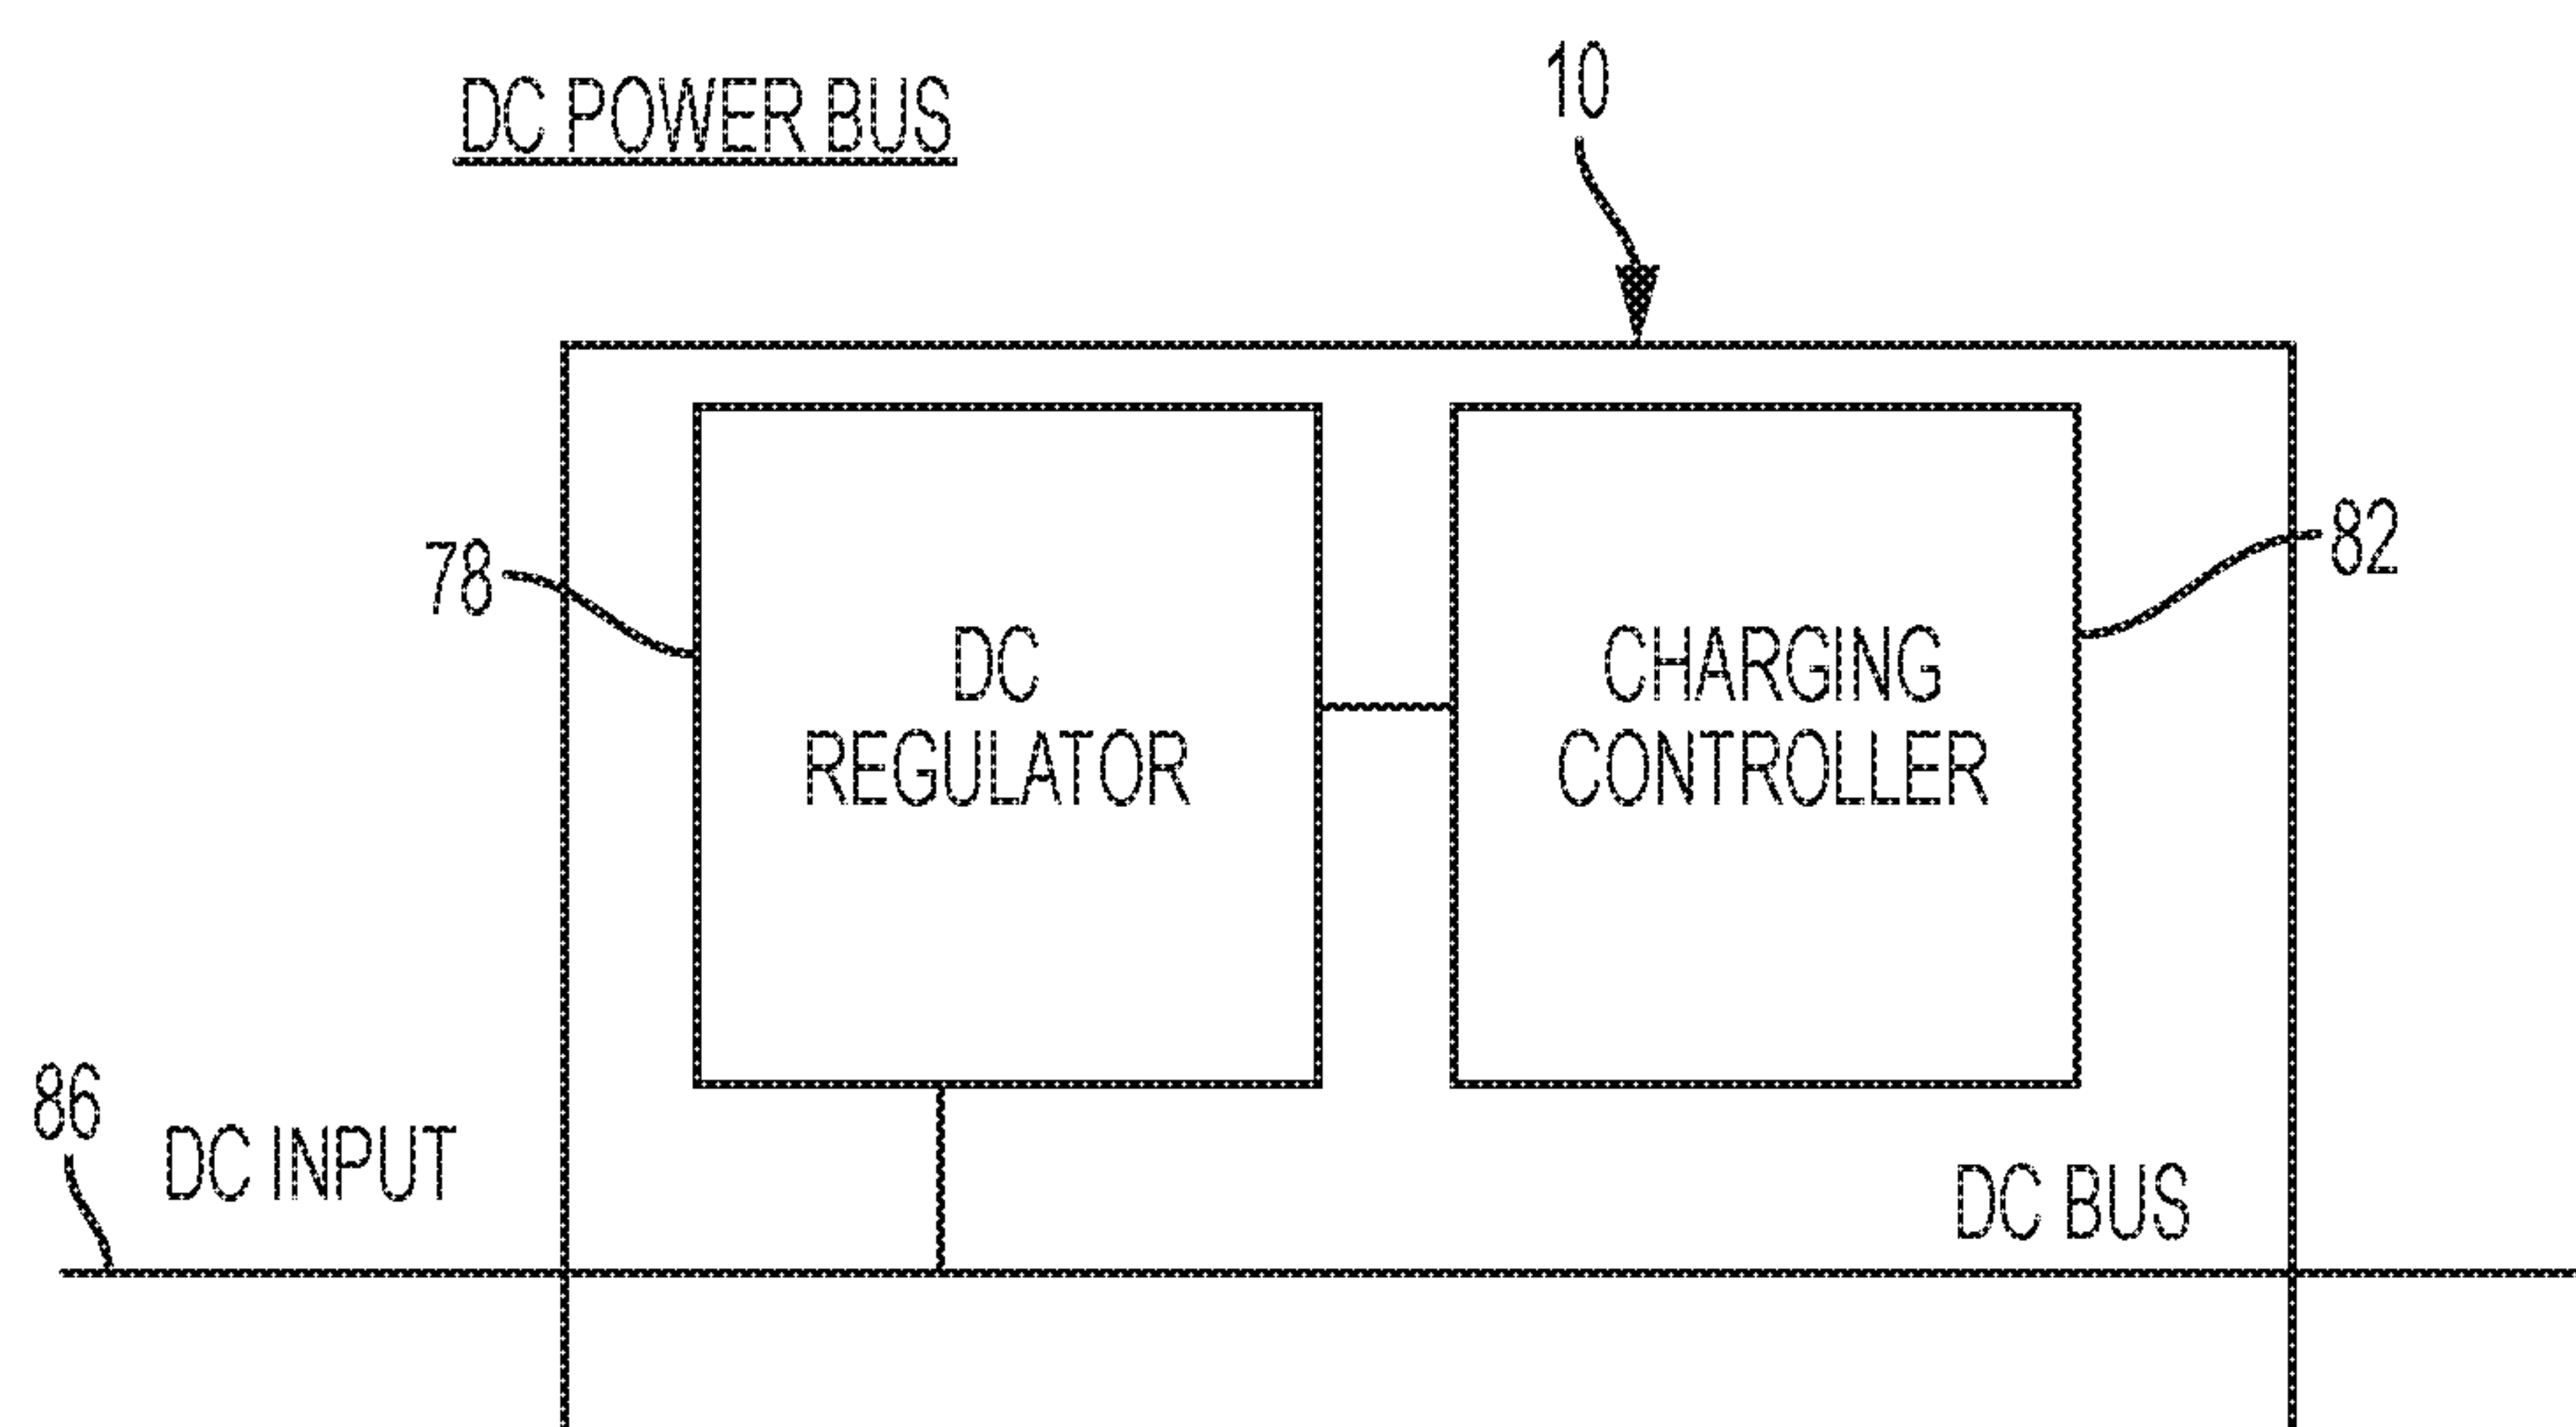 DC POWER BUS
10
78
82
DC
REGULATOR
CHARGING
CONTROLLER
86
DC INPUT
DC BUS